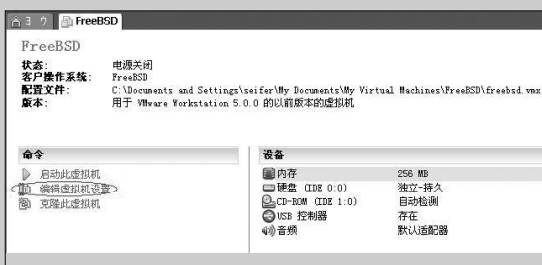 FreeBSD
FreeBSD
状态: 电源关闭
客户操作系统: FreeBSD
配置文件: C:\Documents and Settings\seifer\My Documents\My Virtual Machines\FreeBSD\freebsd.vmx
版本: 用于 VMware Workstation 5.0.0 的以前版本的虚拟机
命令
启动此虚拟机
编辑虚拟机设置
克隆此虚拟机
设备
内存 256 MB
硬盘 (IDE 0:0) 独立-持久
CD-ROM (IDE 1:0) 自动检测
USB 控制器 存在
音频 默认适配器